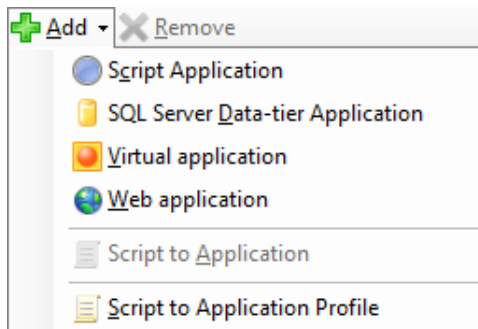 Add Remove
Script Application
SQL Server Data-tier Application
Virtual application
Web application
Script to Application
Script to Application Profile